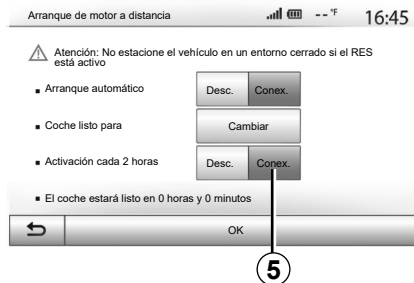 Arranque de motor a distancia
--°F
16:45
Atención: No estacione el vehículo en un entorno cerrado si el RES
está activo
Arranque automático
Desc.
Conex.
Coche listo para
Cambiar
Activación cada 2 horas
Desc.
Conex.
El coche estará listo en 0 horas y 0 minutos
OK
5